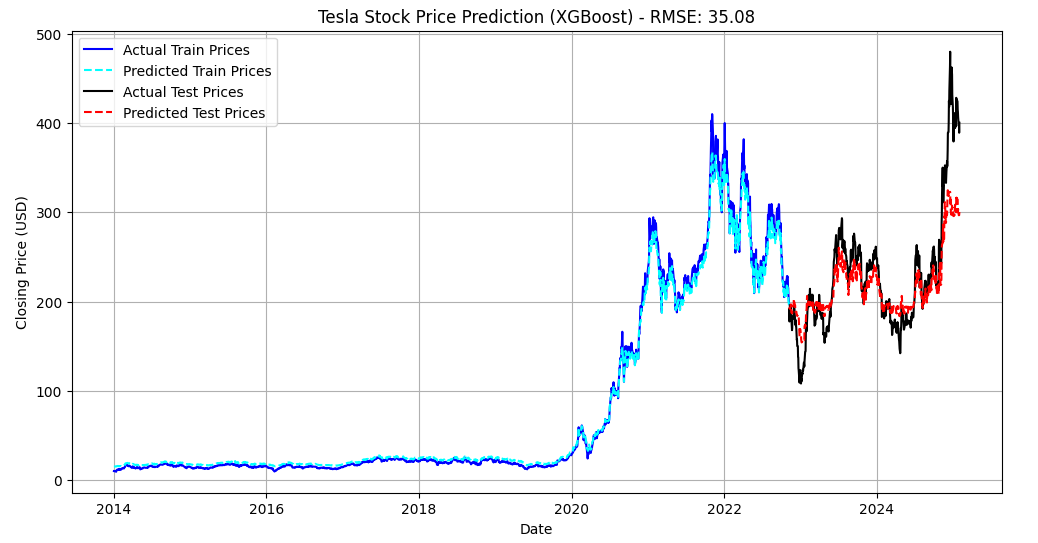 Tesla Stock Price Prediction (XGBoost) - RMSE: 35.08
Actual Train Prices
Predicted Train Prices
Actual Test Prices
Predicted Test Prices
Closing Price (USD)
500
400
300
200
100
0
2014 2016 2018 2020 2022 2024
Date